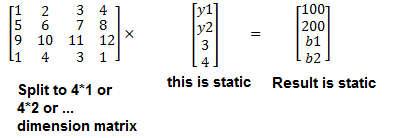 1 2 3 4 y1 100
5 6 7 8 × y2 = 200
9 10 11 12 3 b1
1 4 3 1 4 b2
this is static Result is static
Split to 4*1 or
4*2 or ...
dimension matrix